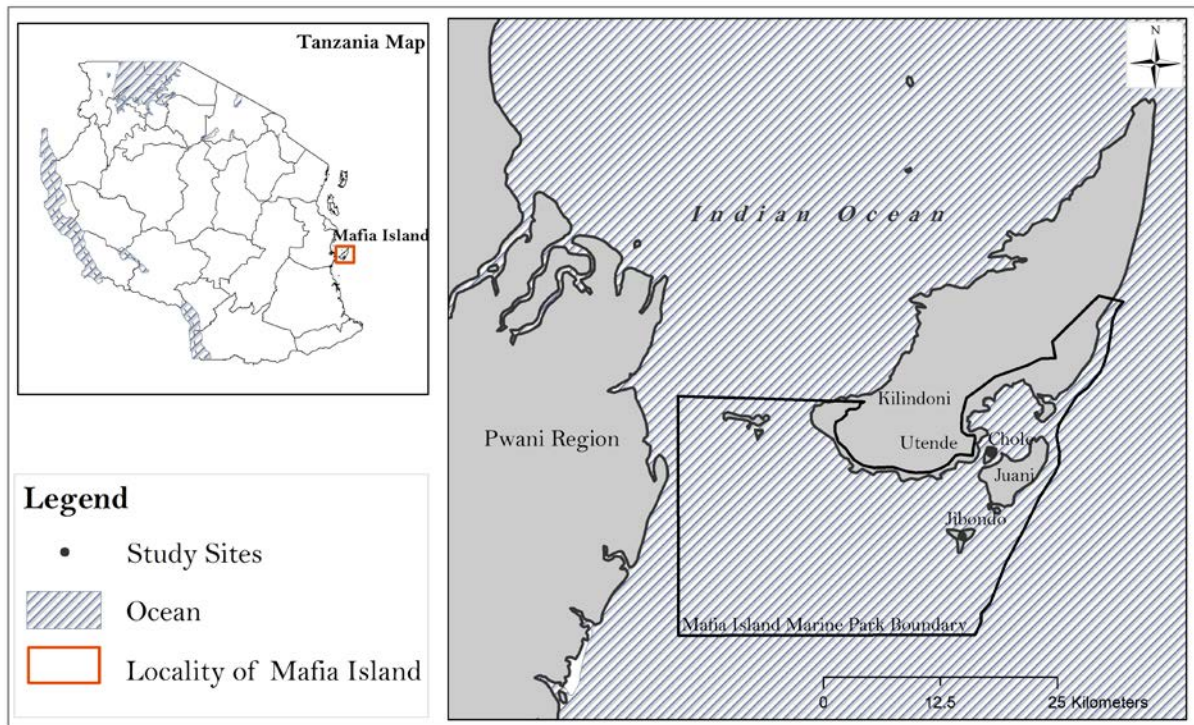 Tanzania Map
Mafia Island
Legend
Study Sites
Ocean
Locality of Mafia Island
N
Indian Ocean
Pwani Region
Kilindoni
Utende
Chole
Juani
Jibondo
Mafia Island Marine Park Boundary
0 12.5 25 Kilometers